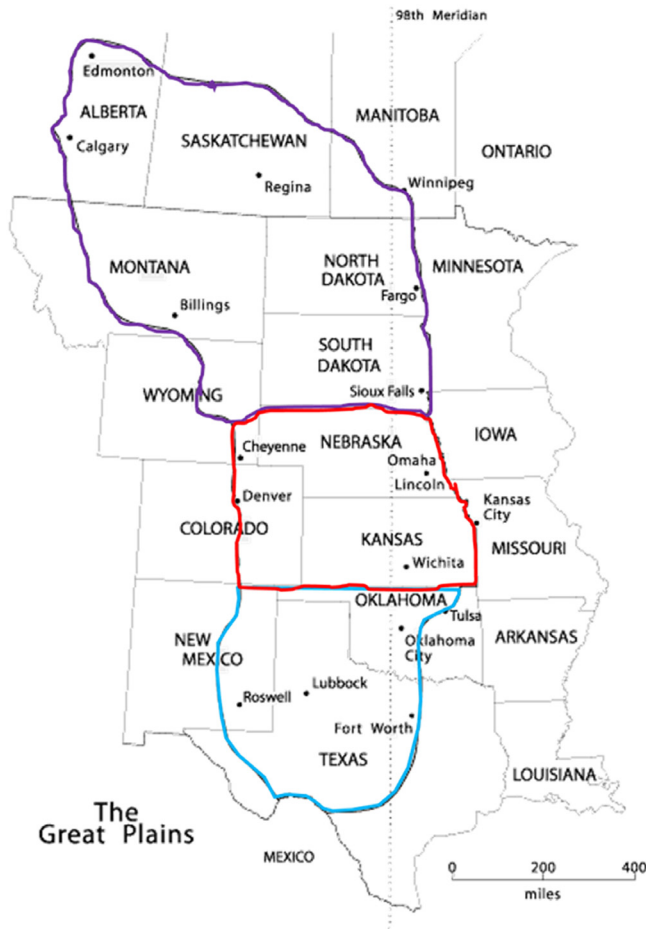 98th Meridian
Edmonton
ALBERTA
MANITOBA
SASKATCHEWAN
Calgary
ONTARIO
Regina
Winnipeg
NORTH
DAKOTA
MINNESOTA
MONTANA
Fargo
Billings
SOUTH
DAKOTA
WYOMING
Sioux Falls
NEBRASKA
IOWA
Cheyenne
Omaha
Lincoln
Denver
Kansas
City
COLORADO
KANSAS
MISSOURI
Wichita
OKLAHOMA
Tulsa
NEW
MEXICO
Oklahoma
City
ARKANSAS
Lubbock
Roswell
Fort Worth
TEXAS
LOUISIANA
The
Great Plains
MEXICO
0 200 400
miles